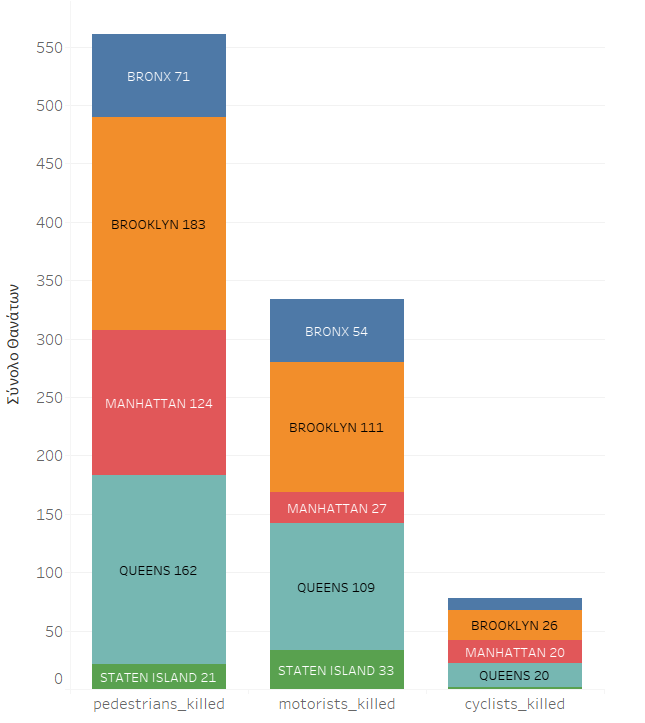 Σύνολο Θανάτων
550
500
450
400
350
300
250
200
150
100
50
0
BRONX 71
BROOKLYN 183
MANHATTAN 124
QUEENS 162
STATEN ISLAND 21
BRONX 54
BROOKLYN 111
MANHATTAN 27
QUEENS 109
STATEN ISLAND 33
BROOKLYN 26
MANHATTAN 20
QUEENS 20
pedestrians_killed
motorists_killed
cyclists_killed